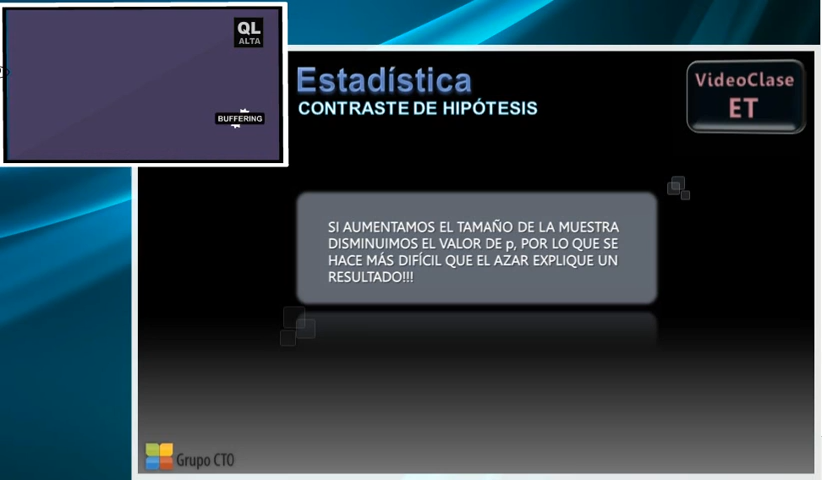 QL
ALTA
BUFFERING
Estadística
CONTRASTE DE HIPÓTESIS
VideoClase
ET
SI AUMENTAMOS EL TAMAÑO DE LA MUESTRA
DISMINUIMOS EL VALOR DE p, POR LO QUE SE
HACE MÁS DIFÍCIL QUE EL AZAR EXPLIQUE UN
RESULTADO!!!
Grupo CTO